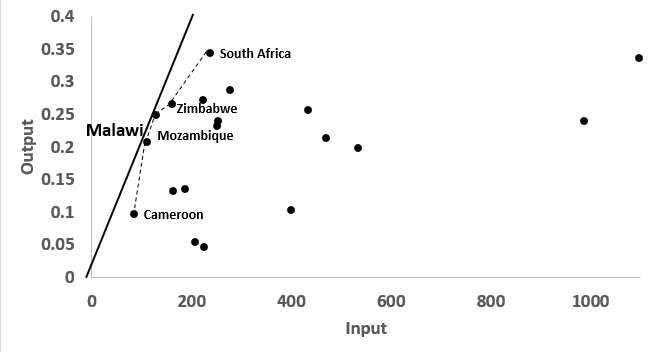 0.4
0.35
South Africa
0.3
Zimbabwe
0.25
Malawi
Mozambique
0.2
0.15
Cameroon
0.1
0.05
0
Output
0 200 400 600 800 1000
Input